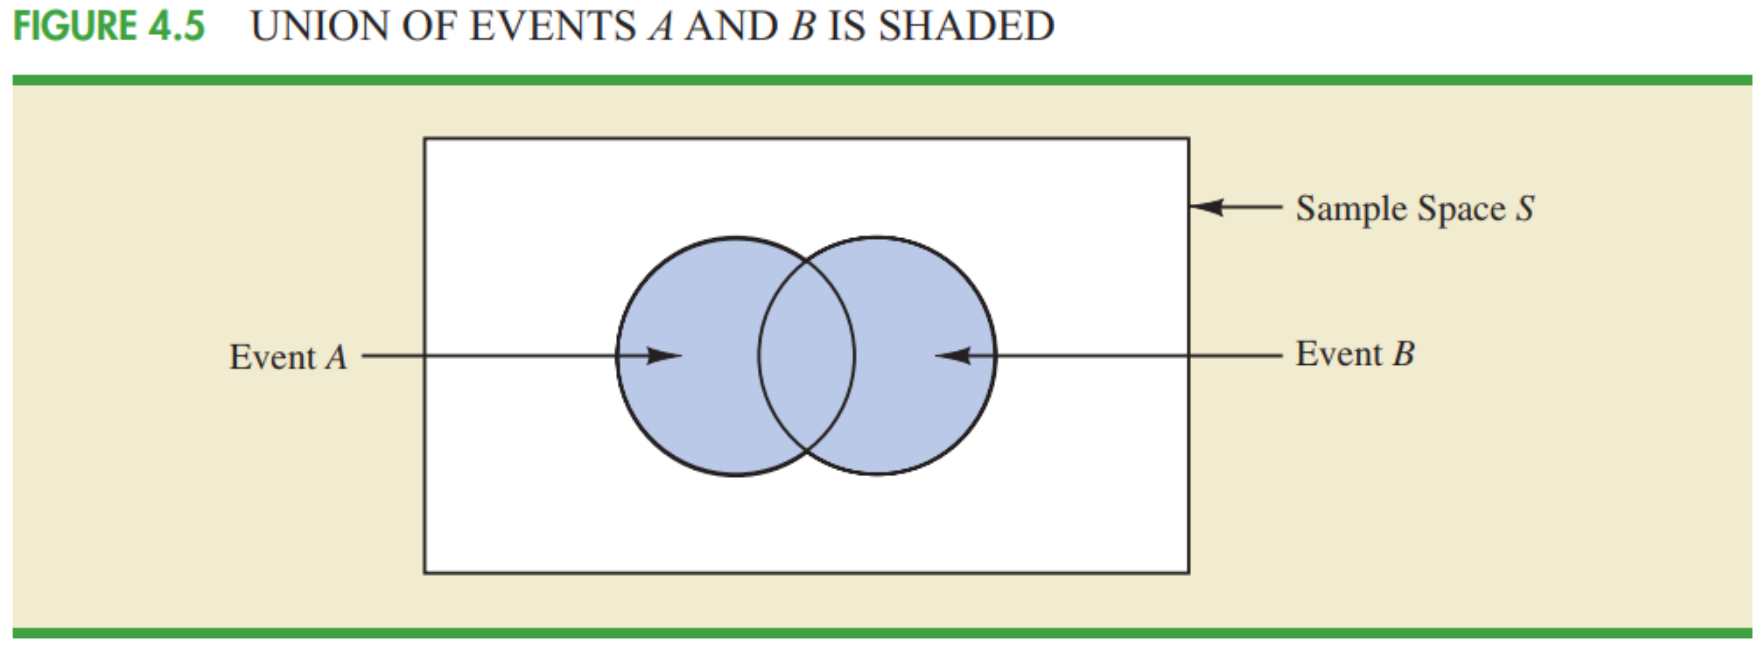 FIGURE 4.5 UNION OF EVENTS A AND B IS SHADED
Sample Space S
Event A
Event B